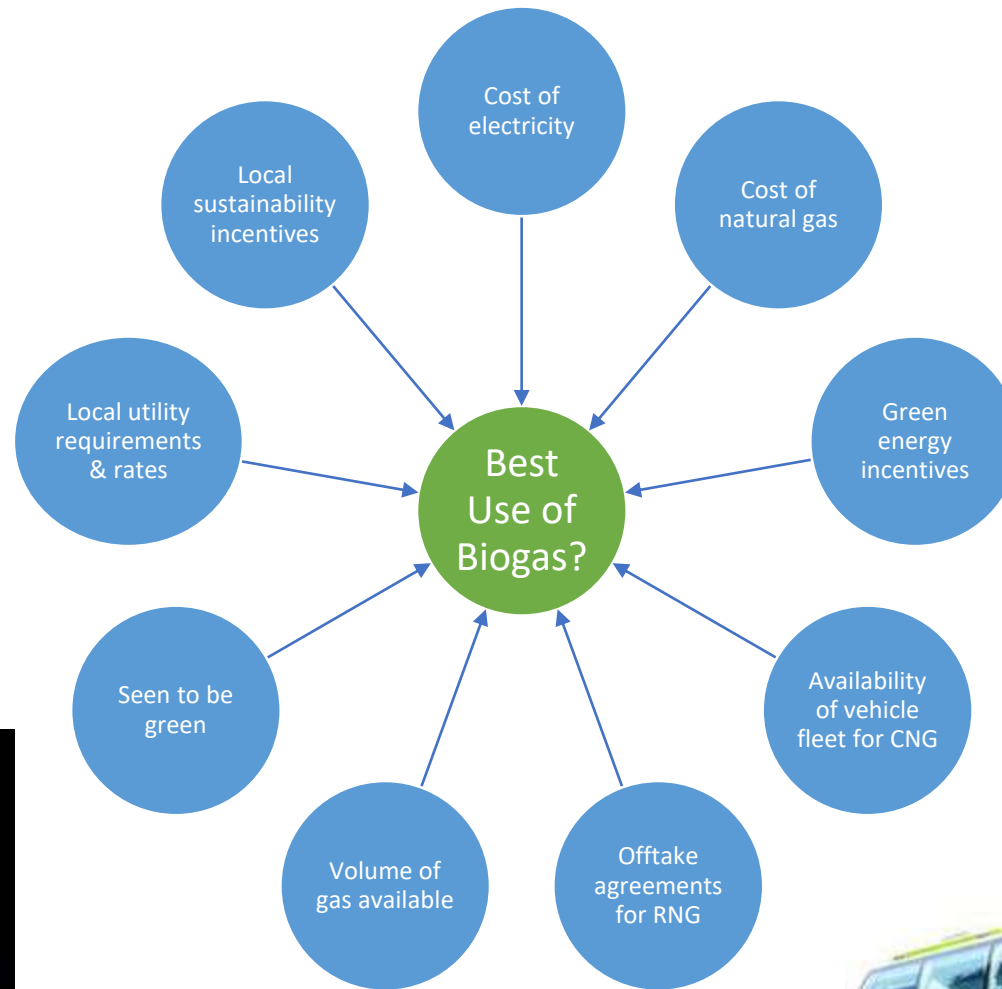 Cost of
electricity
Cost of
natural gas
Green
energy
incentives
Availability
of vehicle
fleet for CNG
Offtake
agreements
for RNG
Volume of
gas available
Seen to be
green
Local utility
requirements
& rates
Local
sustainability
incentives
Best
Use of
Biogas?